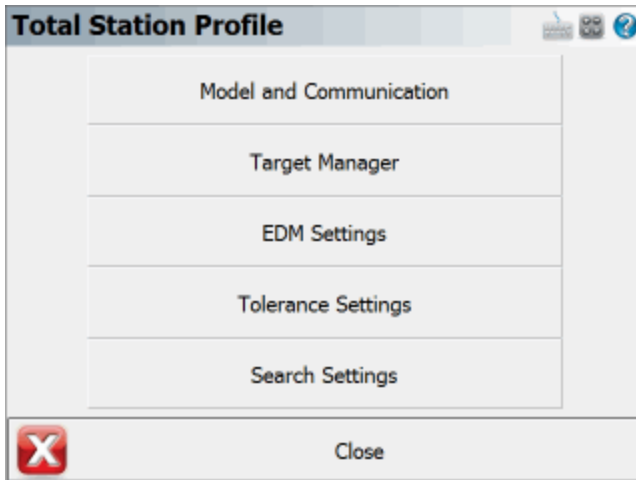 Total Station Profile
Model and Communication
Target Manager
EDM Settings
Tolerance Settings
Search Settings
Close